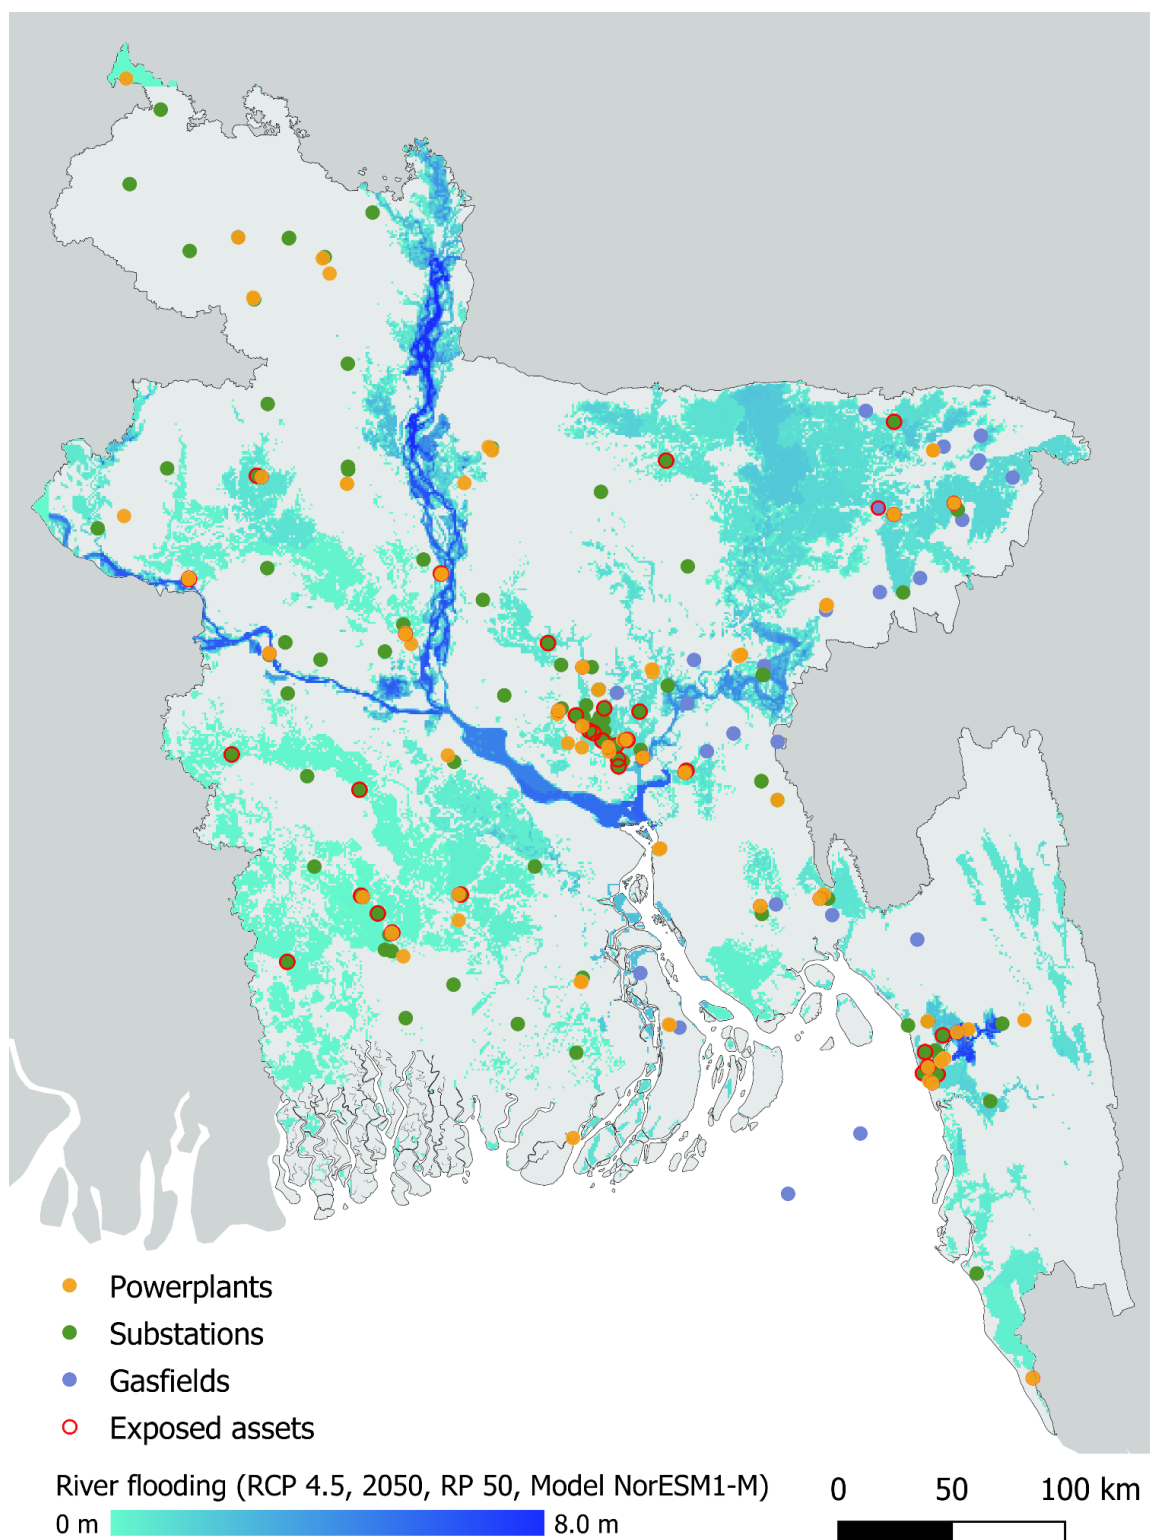 Powerplants
Substations
Gasfields
Exposed assets
River flooding (RCP 4.5, 2050, RP 50, Model NorESM1-M)
0 m 8.0 m
0 50 100 km